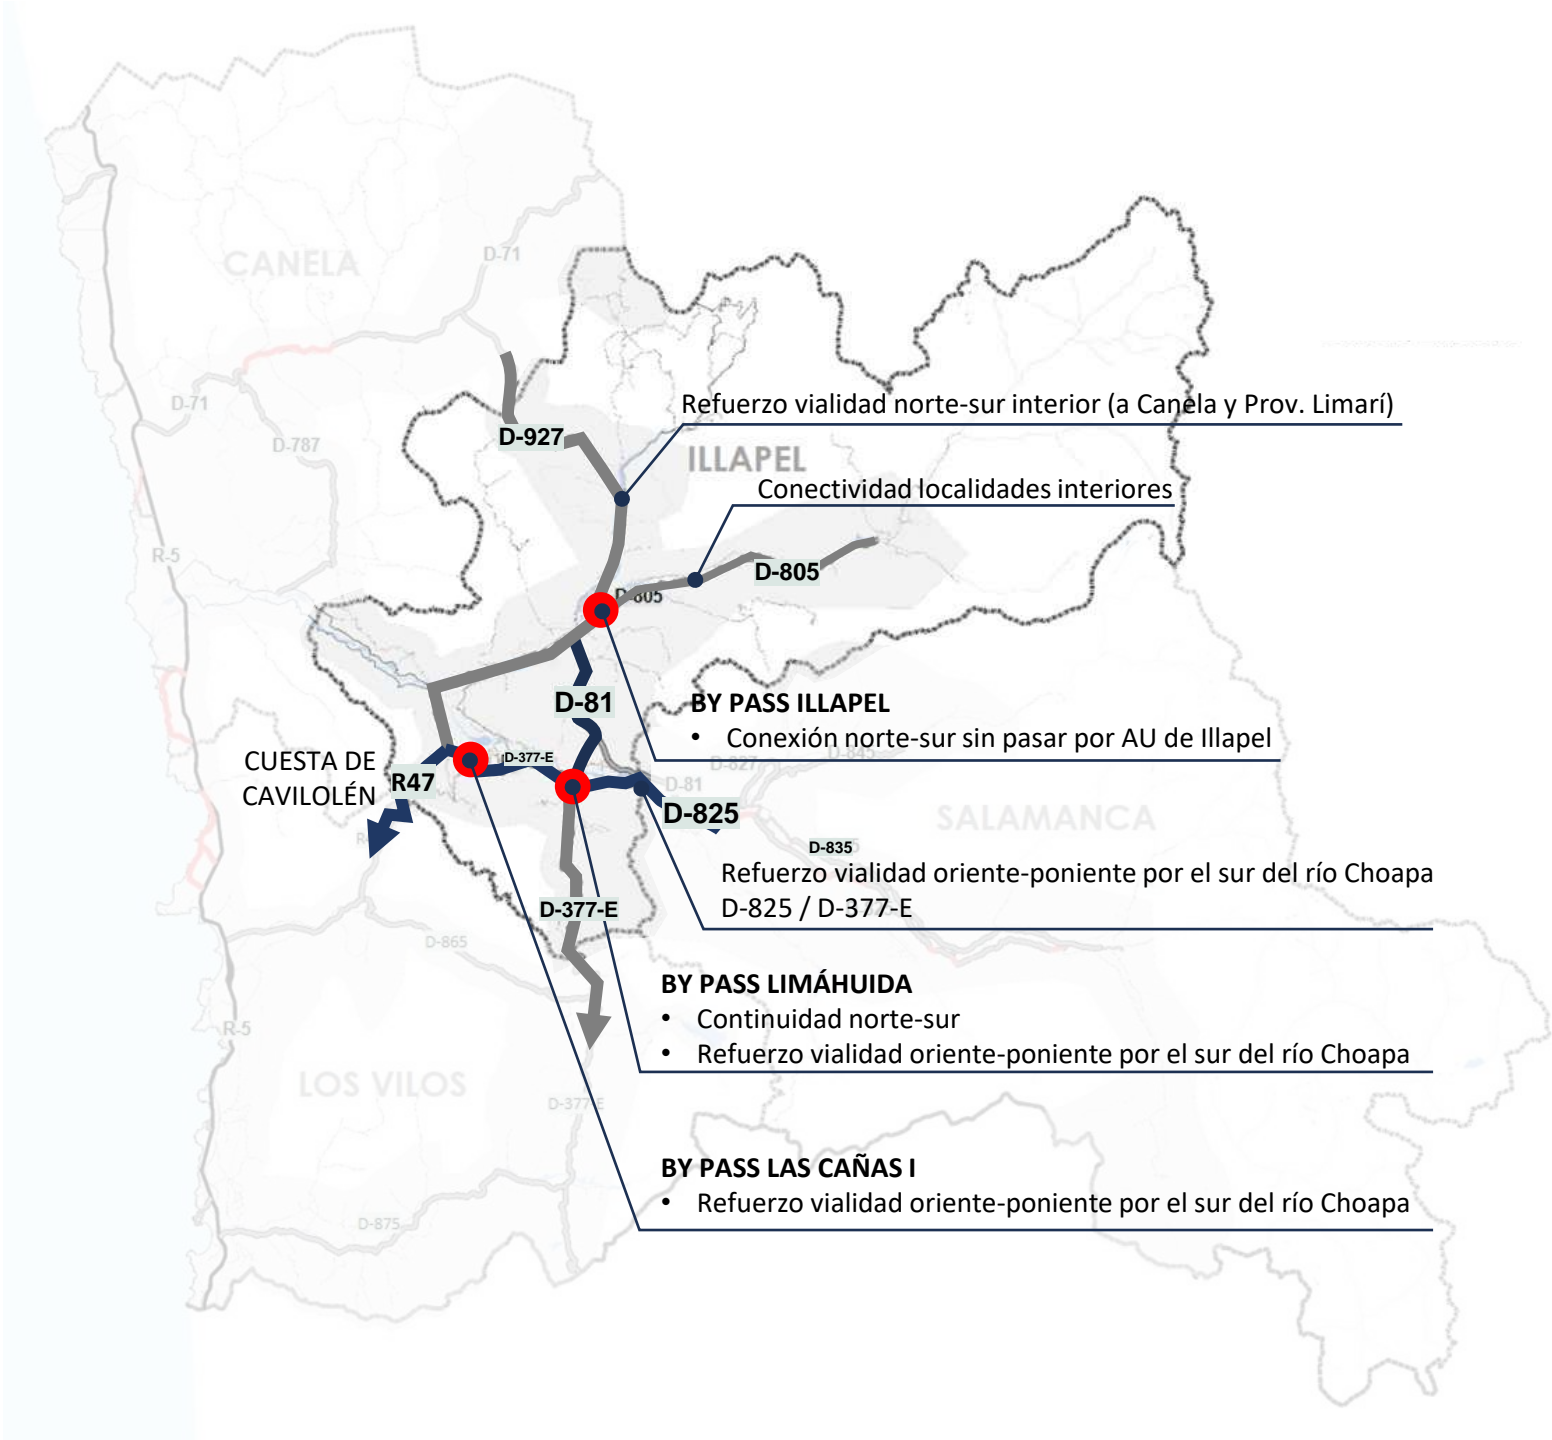 CANELA
D-71
D-71
D-787
Refuerzo vialidad norte-sur interior (a Canela y Prov. Limarí)
D-927
ILLAPEL
Conectividad localidades interiores
R-5
D-805
D-805
D-81
BY PASS ILLAPEL
• Conexión norte-sur sin pasar por AU de Illapel
CUESTA DE
CAVILOLÉN
R47
D-377-E
D-827
D-845
D-81
D-825
SALAMANCA
D-835
Refuerzo vialidad oriente-poniente por el sur del río Choapa
D-825 / D-377-E
D-377-E
D-865
BY PASS LIMÁHUIDA
• Continuidad norte-sur
• Refuerzo vialidad oriente-poniente por el sur del río Choapa
R-5
LOS VILOS
D-377-E
BY PASS LAS CAÑAS I
• Refuerzo vialidad oriente-poniente por el sur del río Choapa
D-875